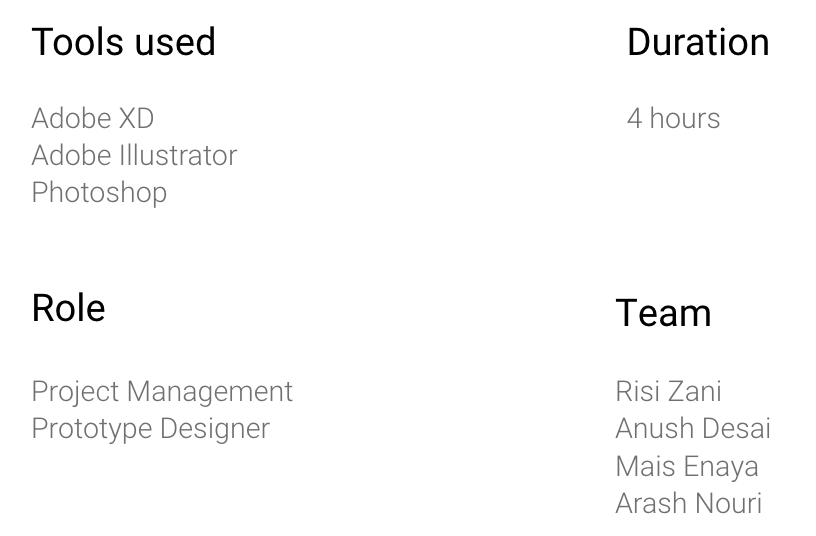 Tools used
Adobe XD
Adobe Illustrator
Photoshop
Duration
4 hours
Role
Project Management
Prototype Designer
Team
Risi Zani
Anush Desai
Mais Enaya
Arash Nouri